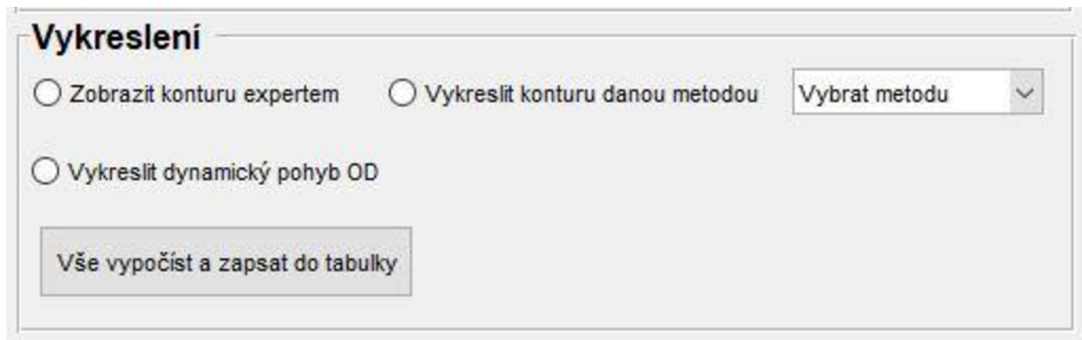 Vykreslení
Zobrazit konturu expertem Vykreslit konturu danou metodou Vybrat metodu
Vykreslit dynamický pohyb OD
Vše vypočíst a zapsat do tabulky